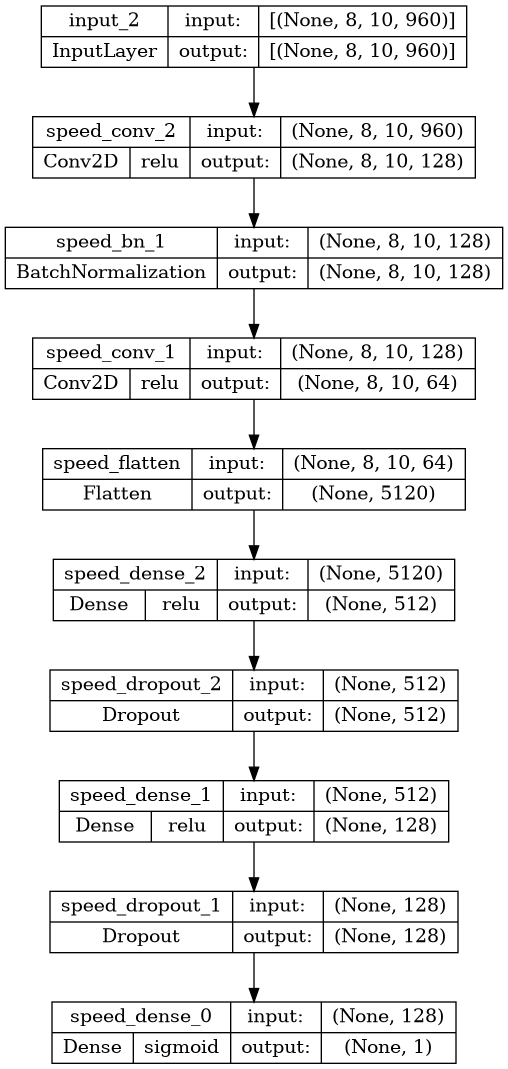 input_2 input: [(None, 8, 10, 960)]
InputLayer output: [(None, 8, 10, 960)]
speed_conv_2 input: (None, 8, 10, 960)
Conv2D relu output: (None, 8, 10, 128)
speed_bn_1 input: (None, 8, 10, 128)
BatchNormalization output: (None, 8, 10, 128)
speed_conv_1 input: (None, 8, 10, 128)
Conv2D relu output: (None, 8, 10, 64)
speed_flatten input: (None, 8, 10, 64)
Flatten output: (None, 5120)
speed_dense_2 input: (None, 5120)
Dense relu output: (None, 512)
speed_dropout_2 input: (None, 512)
Dropout output: (None, 512)
speed_dense_1 input: (None, 512)
Dense relu output: (None, 128)
speed_dropout_1 input: (None, 128)
Dropout output: (None, 128)
speed_dense_0 input: (None, 128)
Dense sigmoid output: (None, 1)